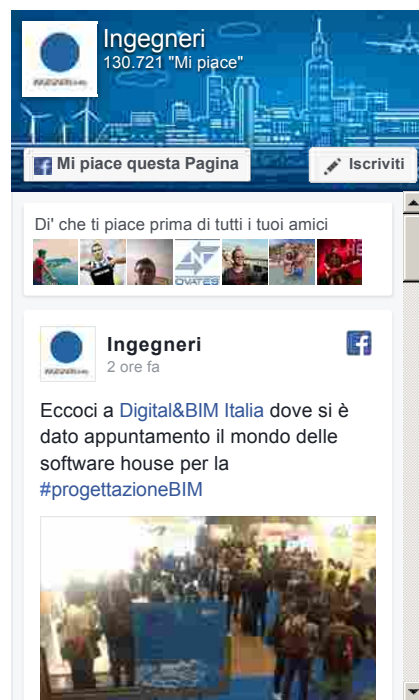 Ingegneri
130.721 "Mi piace"
Mi piace questa Pagina
Iscriviti
Di' che ti piace prima di tutti i tuoi amici
OVATES
Ingegneri
2 ore fa
Eccoci a Digital&BIM Italia dove si è
dato appuntamento il mondo delle
software house per la
#progettazioneBIM